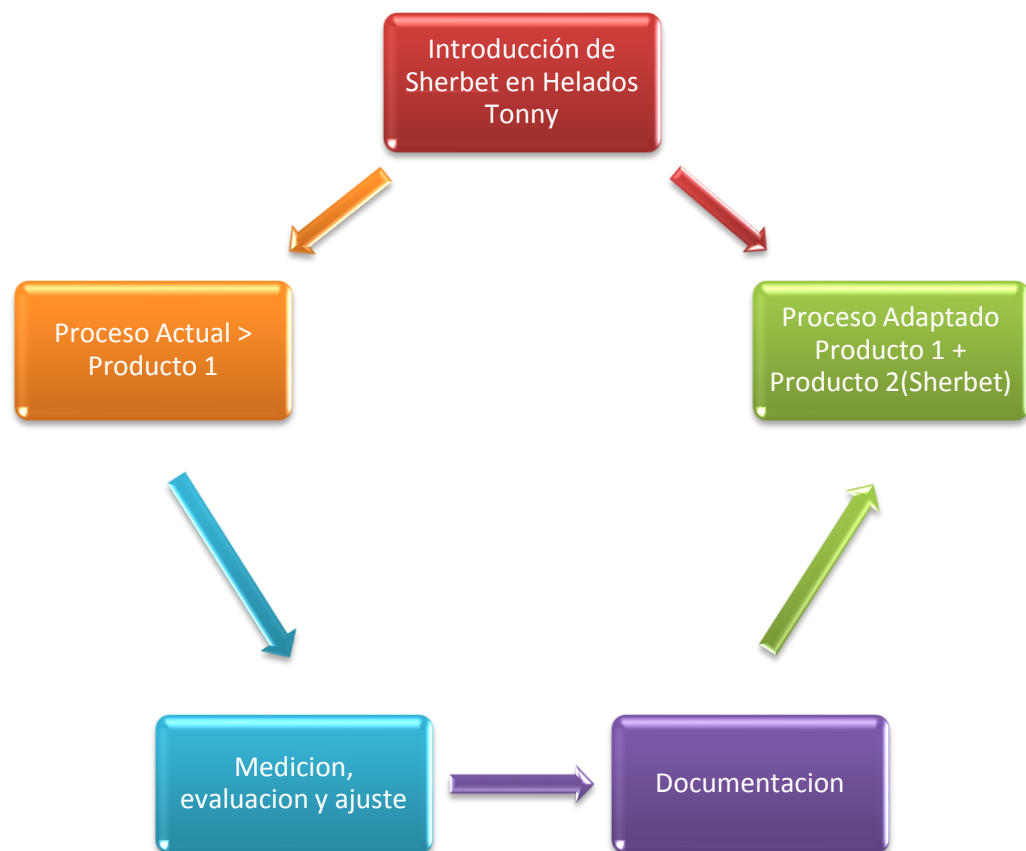 Introducción de
Sherbet en Helados
Tonny
Proceso Actual >
Producto 1
Proceso Adaptado
Producto 1 +
Producto 2(Sherbet)
Medicion,
evaluacion y ajuste
Documentacion